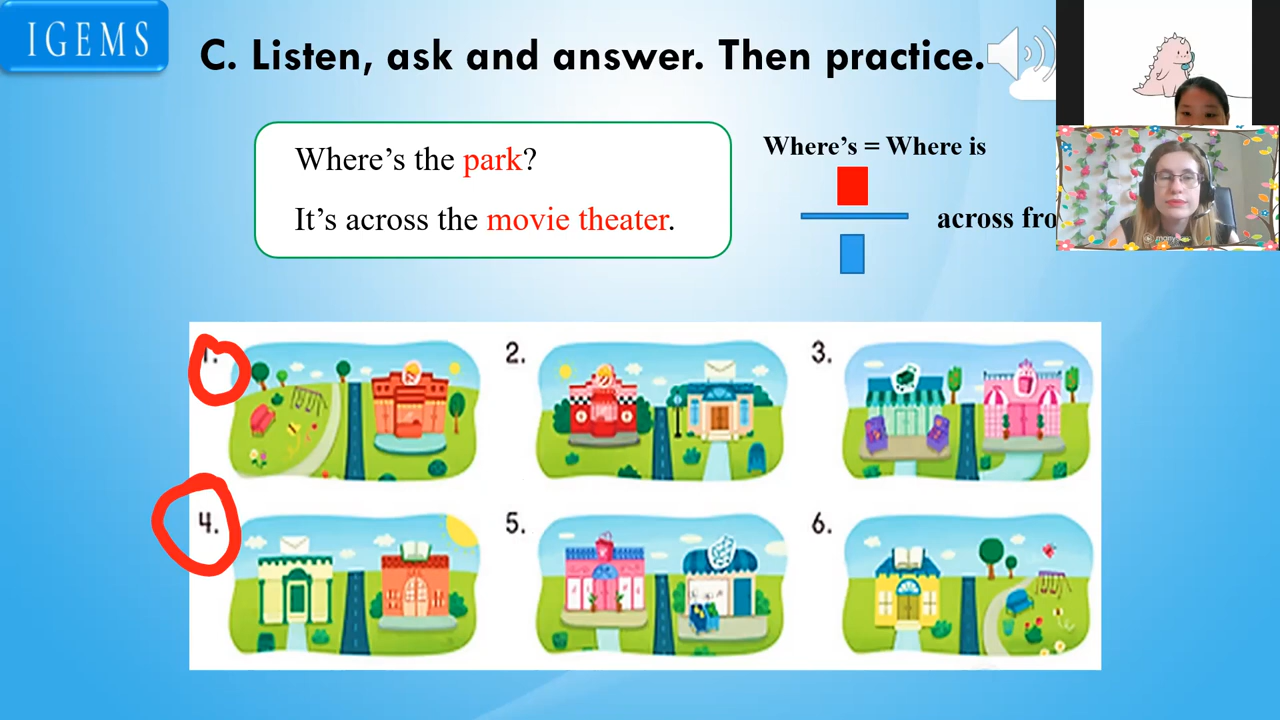 IGEMS
C. Listen, ask and answer. Then practice.
Where's the park?
It's across the movie theater.
Where's = Where is
across fro
1.
2.
3.
4.
5.
6.